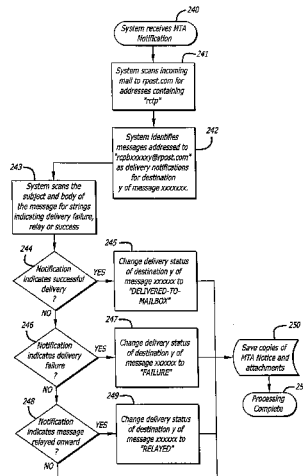 240
System receives MTA
Notification
241
System scans incoming
mail to rpost.com for
addresses containing
"rctp"
242
System identifies
messages addressed to
"rcpbxxxxxy@rpost.com"
as delivery notifications
for destination
y of message xxxxxxx.
243
System scans the
subject and body of
the message for strings
indicating delivery failure,
relay or success
244
Notification
indicates successful
delivery
?
YES
NO
245
Change delivery status
of destination y of
message xxxxxx to
"DELIVERED-TO-
MAILBOX"
246
Notification
indicates delivery
failure
?
YES
NO
247
Change delivery status
of destination y of
message xxxxxx to
"FAILURE"
248
Notification
indicates message
relayed onward
?
YES
NO
249
Change delivery status
of destination y of
message xxxxxx to
"RELAYED"
250
Save copies of
MTA Notice and
attachments
25
Processing
Complete